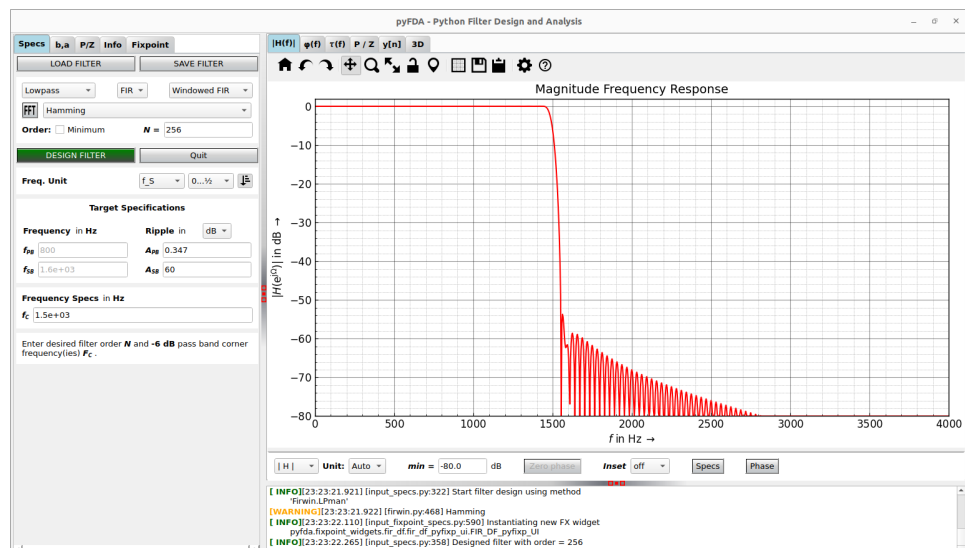 pyFDA - Python Filter Design and Analysis
Specs b,a P/Z Info Fixpoint
LOAD FILTER SAVE FILTER
Lowpass FIR Windowed FIR
FFT Hamming
Order: Minimum N = 256
DESIGN FILTER Quit
Freq. Unit f_S 0...½
Target Specifications
Frequency in Hz Ripple in dB
fPB 800 APB 0.347
fSB 1.6e+03 ASB 60
Frequency Specs in Hz
fC 1.5e+03
Enter desired filter order N and -6 dB pass band corner
frequency(ies) FC .
|H(f)| φ(f) τ(f) P / Z y[n] 3D
Magnitude Frequency Response
|H(e^jΩ)| in dB →
0
−10
−20
−30
−40
−50
−60
−70
−80
0 500 1000 1500 2000 2500 3000 3500 4000
f in Hz →
| H | Unit: Auto min = -80.0 dB Zero phase Inset off Specs Phase
[ INFO][23:23:21.921] [input_specs.py:322] Start filter design using method
'Firwin.LPman'
[WARNING][23:23:21.922] [firwin.py:468] Hamming
[ INFO][23:23:22.110] [input_fixpoint_specs.py:590] Instantiating new FX widget
pyfda.fixpoint_widgets.fir_df.fir_df_pyfixp_ui.FIR_DF_pyfixp_UI
[ INFO][23:23:22.265] [input_specs.py:358] Designed filter with order = 256